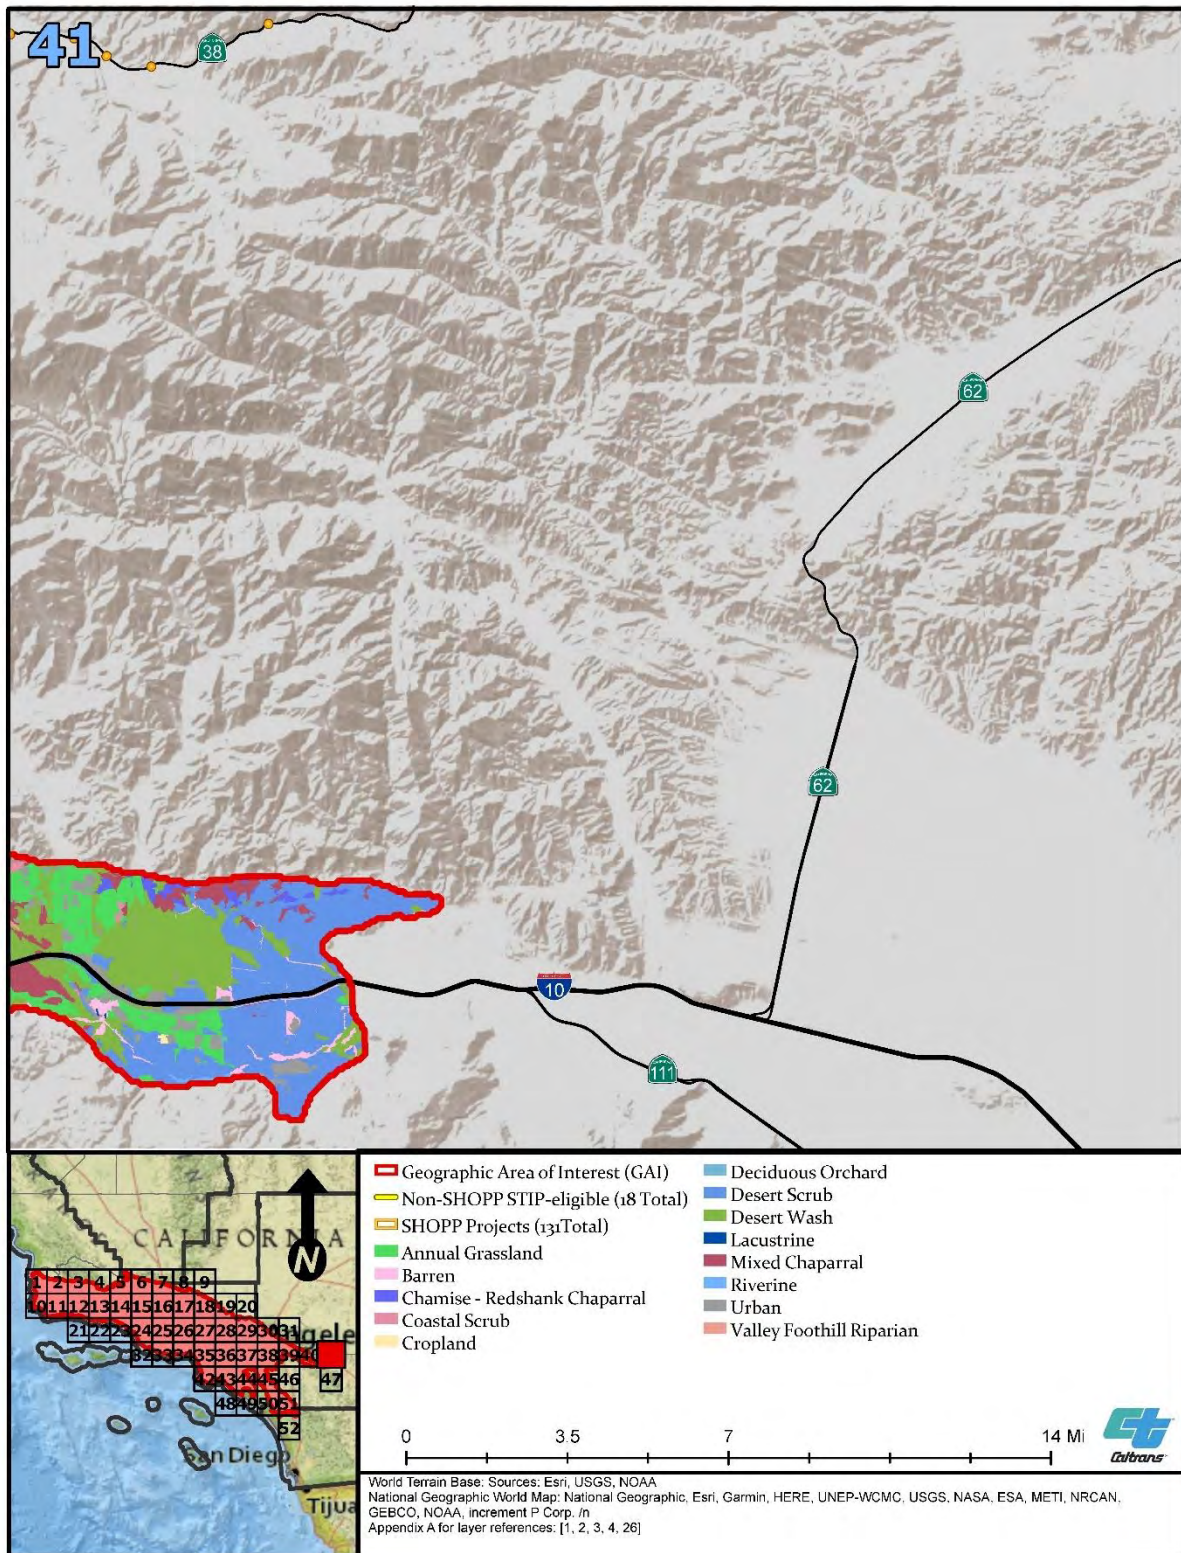 41
38
62
62
10
111
Geographic Area of Interest (GAI)
Non-SHOPP STIP-eligible (18 Total)
SHOPP Projects (131Total)
Annual Grassland
Barren
Chamise - Redshank Chaparral
Coastal Scrub
Cropland
Deciduous Orchard
Desert Scrub
Desert Wash
Lacustrine
Mixed Chaparral
Riverine
Urban
Valley Foothill Riparian
CALIFORNIA
N
1 2 3 4 5 6 7 8 9
10 11 12 13 14 15 16 17 18 19 20
21 22 23 24 25 26 27 28 29 30 31
ngele
32 33 34 35 36 37 38 39 40
42 43 44 45 46 47
48 49 50 51
52
San Diego
Tijua
0 3.5 7 14 Mi
Caltrans
World Terrain Base: Sources: Esri, USGS, NOAA
National Geographic World Map: National Geographic, Esri, Garmin, HERE, UNEP-WCMC, USGS, NASA, ESA, METI, NRCAN,
GEBCO, NOAA, increment P Corp. /n
Appendix A for layer references: [1, 2, 3, 4, 26]